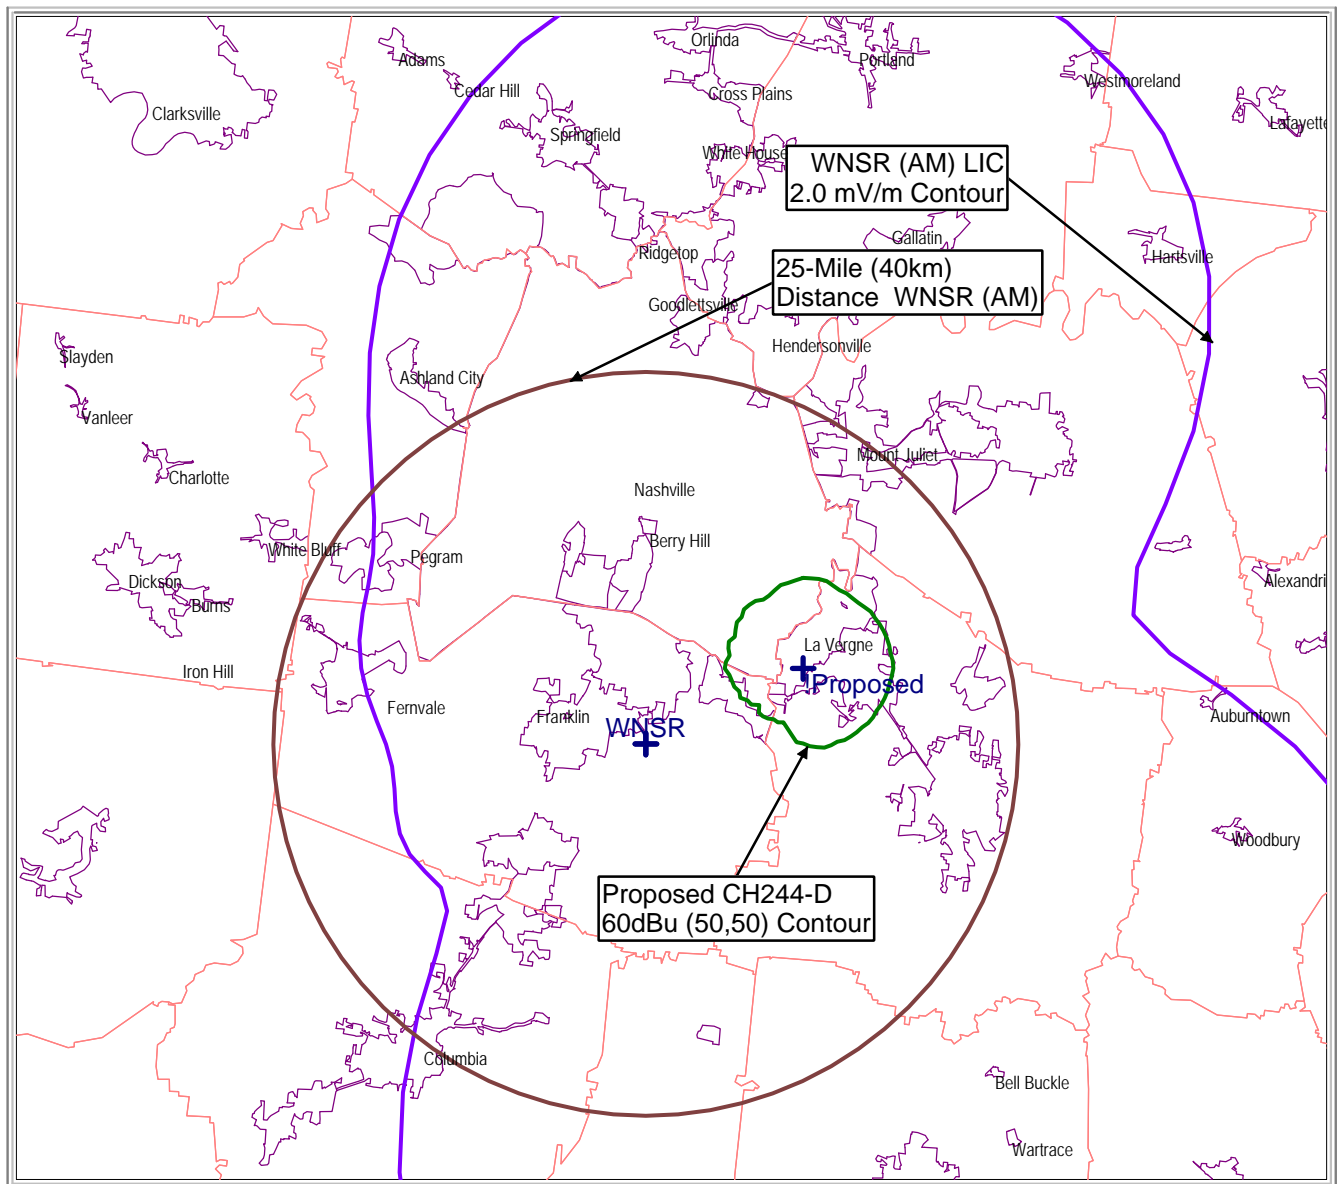 Orlinda
Adams
Portland
Cedar Hill
Cross Plains
Westmoreland
Clarksville
Lafayette
Springfield
White House
WNSR (AM) LIC
2.0 mV/m Contour
Gallatin
Ridgetop
Hartsville
25-Mile (40km)
Distance WNSR (AM)
Goodlettsville
Hendersonville
Slayden
Ashland City
Vanleer
Mount Juliet
Charlotte
Nashville
Berry Hill
White Bluff
Pegram
Dickson
Burns
Alexandri
La Vergne
Iron Hill
Proposed
Fernvale
Franklin
WNSR
Auburntown
Woodbury
Proposed CH244-D
60dBu (50,50) Contour
Columbia
Bell Buckle
Wartrace